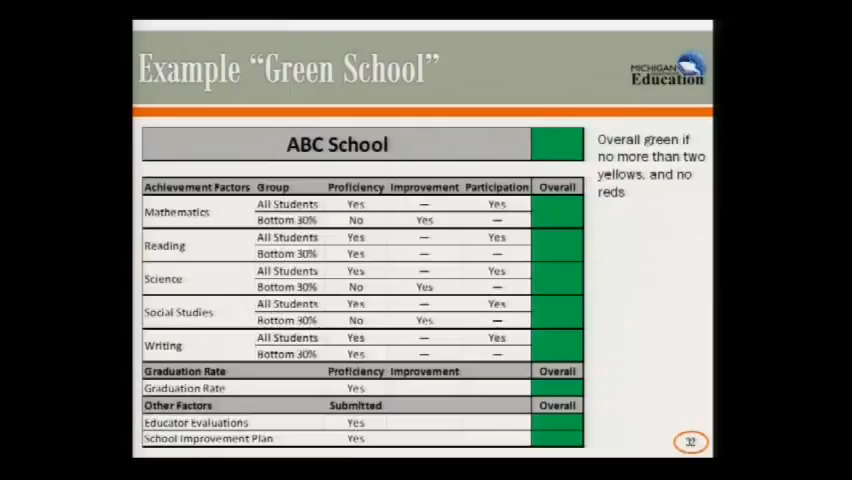 Example “Green School”
MICHIGAN
Education
ABC School
Overall green if
no more than two
yellows, and no
reds
Achievement Factors Group Proficiency Improvement Participation Overall
Mathematics
All Students Yes — Yes
Bottom 30% No Yes —
Reading
All Students Yes — Yes
Bottom 30% Yes — —
Science
All Students Yes — Yes
Bottom 30% No Yes —
Social Studies
All Students Yes — Yes
Bottom 30% No Yes —
Writing
All Students Yes — Yes
Bottom 30% Yes — —
Graduation Rate Proficiency Improvement Overall
Graduation Rate Yes
Other Factors Submitted Overall
Educator Evaluations Yes
School Improvement Plan Yes
32